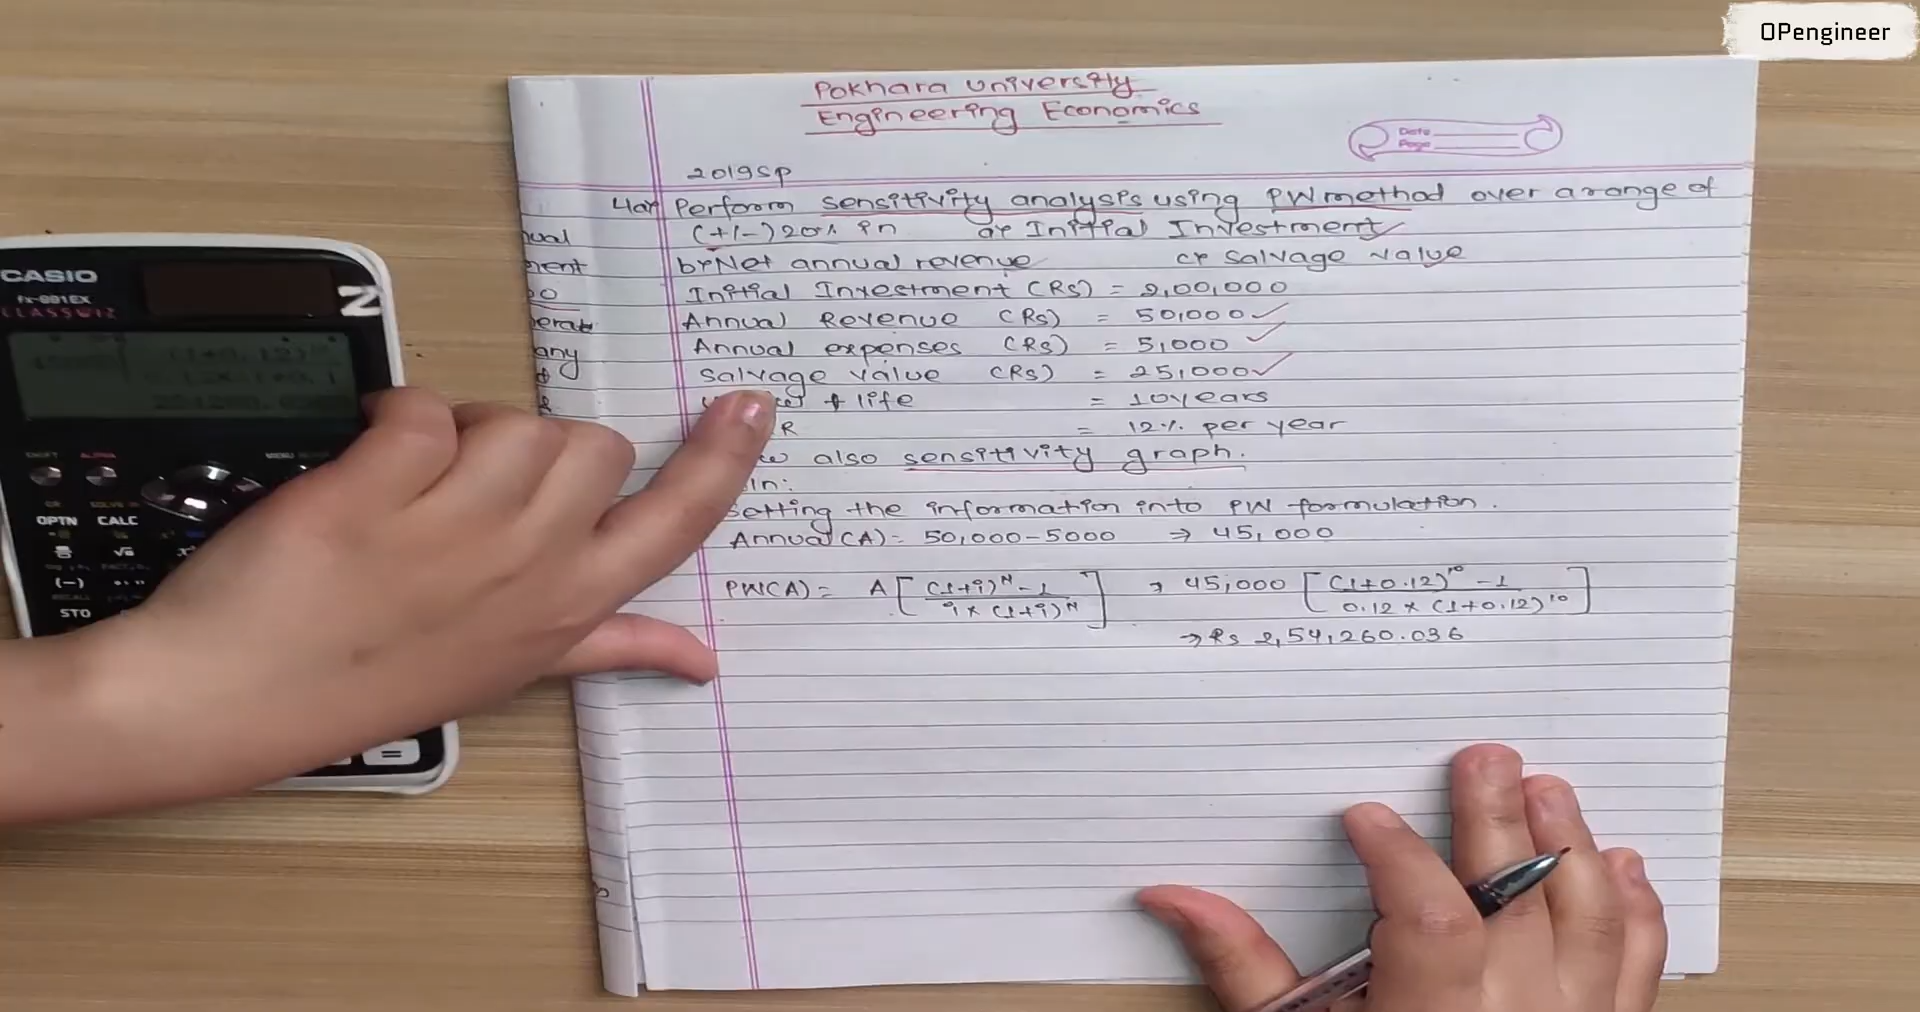 OPengineer
Pokhara University
Engineering Economics
Date
Page
2019SP
4a) Perform sensitivity analysis using PW method over a range of
(+/-) 20% in a) Initial Investment
b) Net annual revenue c) salvage value
Initial Investment (Rs) = 2,00,000
Annual Revenue (Rs) = 50,000
Annual expenses (Rs) = 5,000
salvage value (Rs) = 25,000
life = 10 years
R = 12% per year
also sensitivity graph.
ln:
Setting the information into PW formulation.
Annual (A) = 50,000-5000 ⇒ 45,000
PW(A) = A [ (1+i)^N - 1 / i × (1+i)^N ] ⇒ 45,000 [ (1+0.12)^10 - 1 / 0.12 × (1+0.12)^10 ]
⇒ Rs 2,54,260.036
CASIO
fx-991EX
CLASSWIZ
OPTN CALC
(-)
STO
=